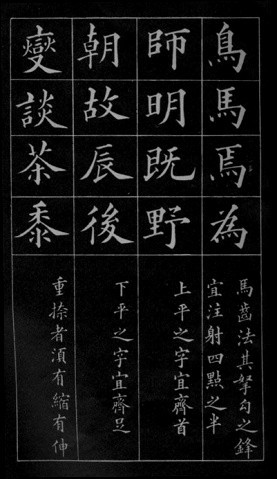 鳥馬焉為
馬齒法其努勾之鋒
宜注射四點之半
師明既野
上平之字宜齊首
朝故辰後
下平之字宜齊足
變談茶黍
重捺者須有縮有伸